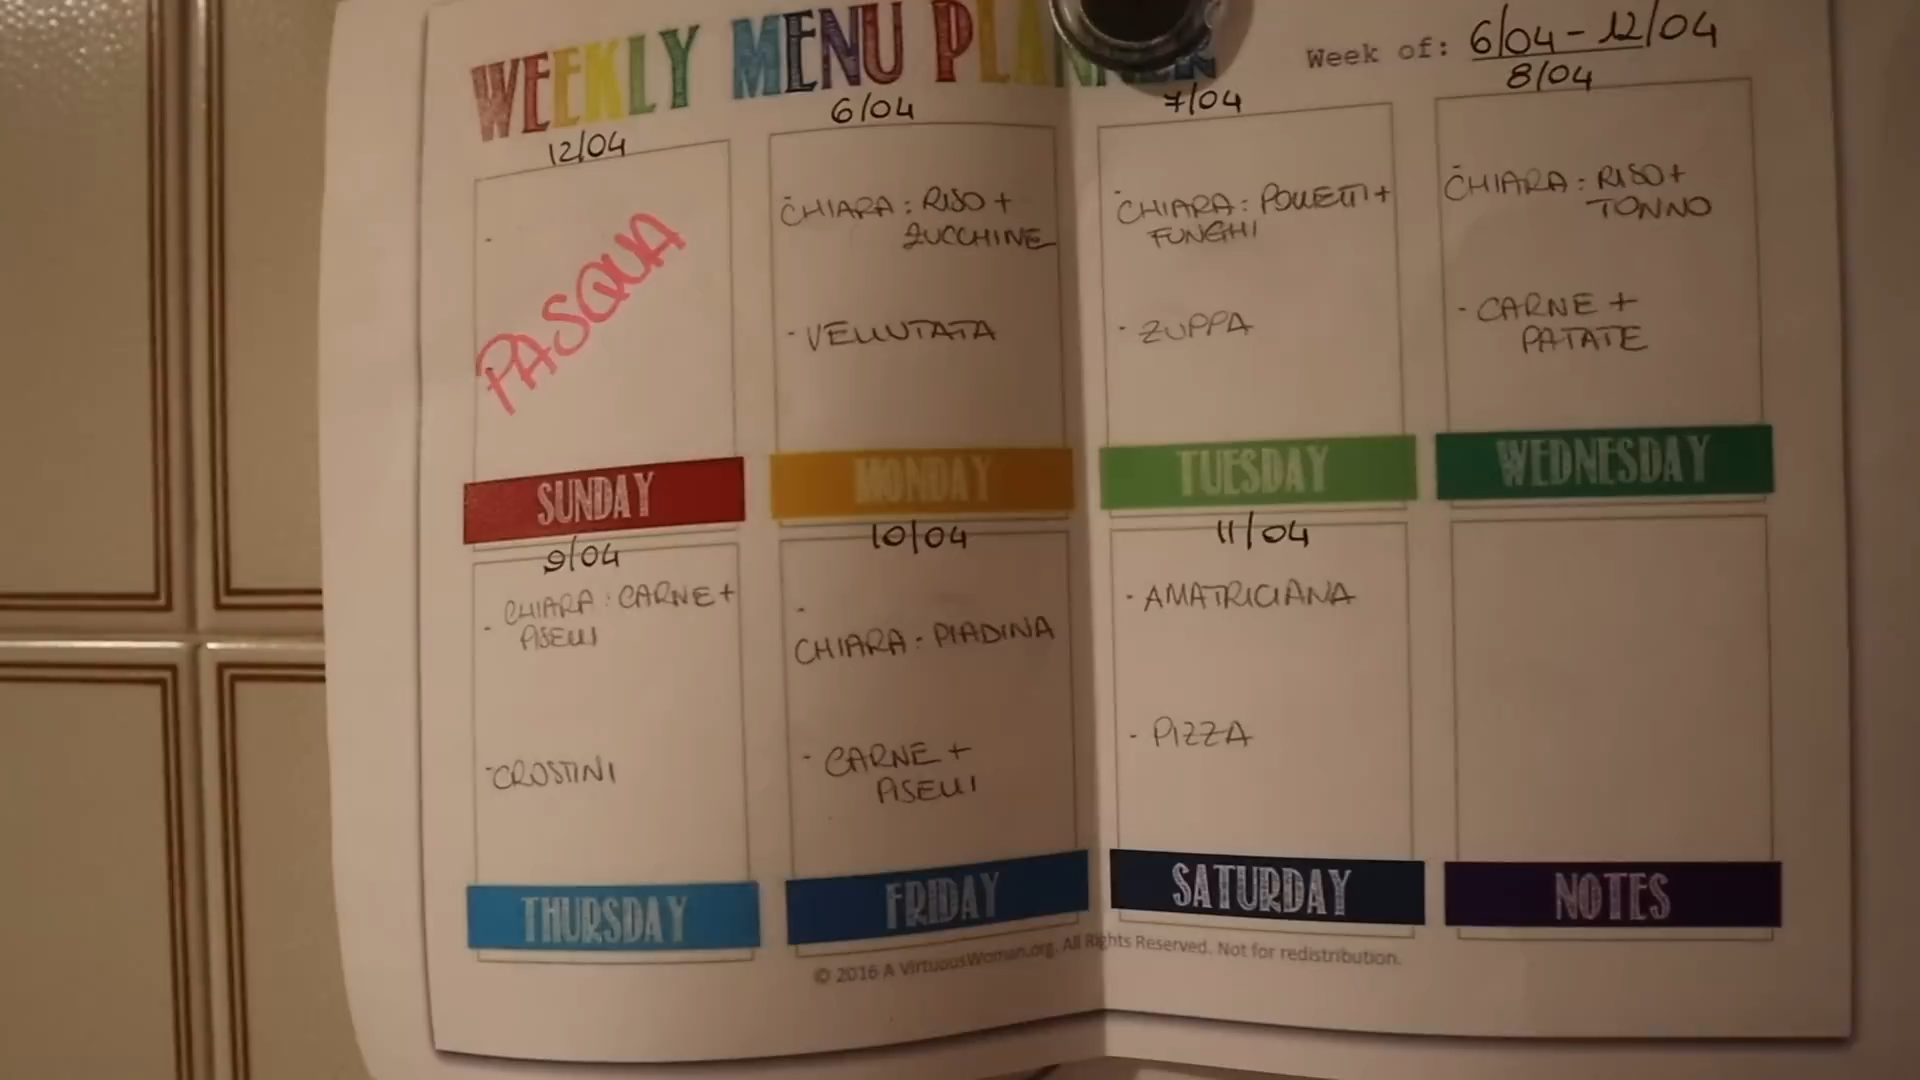 WEEKLY MENU PLANNER
Week of: 6/04 - 12/04
12/04
PASQUA
SUNDAY
6/04
- CHIARA: RISO +
ZUCCHINE
- VELLUTATA
MONDAY
7/04
- CHIARA: POLLETTI +
FUNGHI
- ZUPPA
TUESDAY
8/04
- CHIARA: RISO +
TONNO
- CARNE +
PATATE
WEDNESDAY
9/04
- CHIARA: CARNE +
PISELLI
- CROSTINI
THURSDAY
10/04
-
CHIARA: PIADINA
- CARNE +
PISELLI
FRIDAY
11/04
- AMATRICIANA
- PIZZA
SATURDAY
NOTES
© 2016 A VirtuousWoman.org. All Rights Reserved. Not for redistribution.